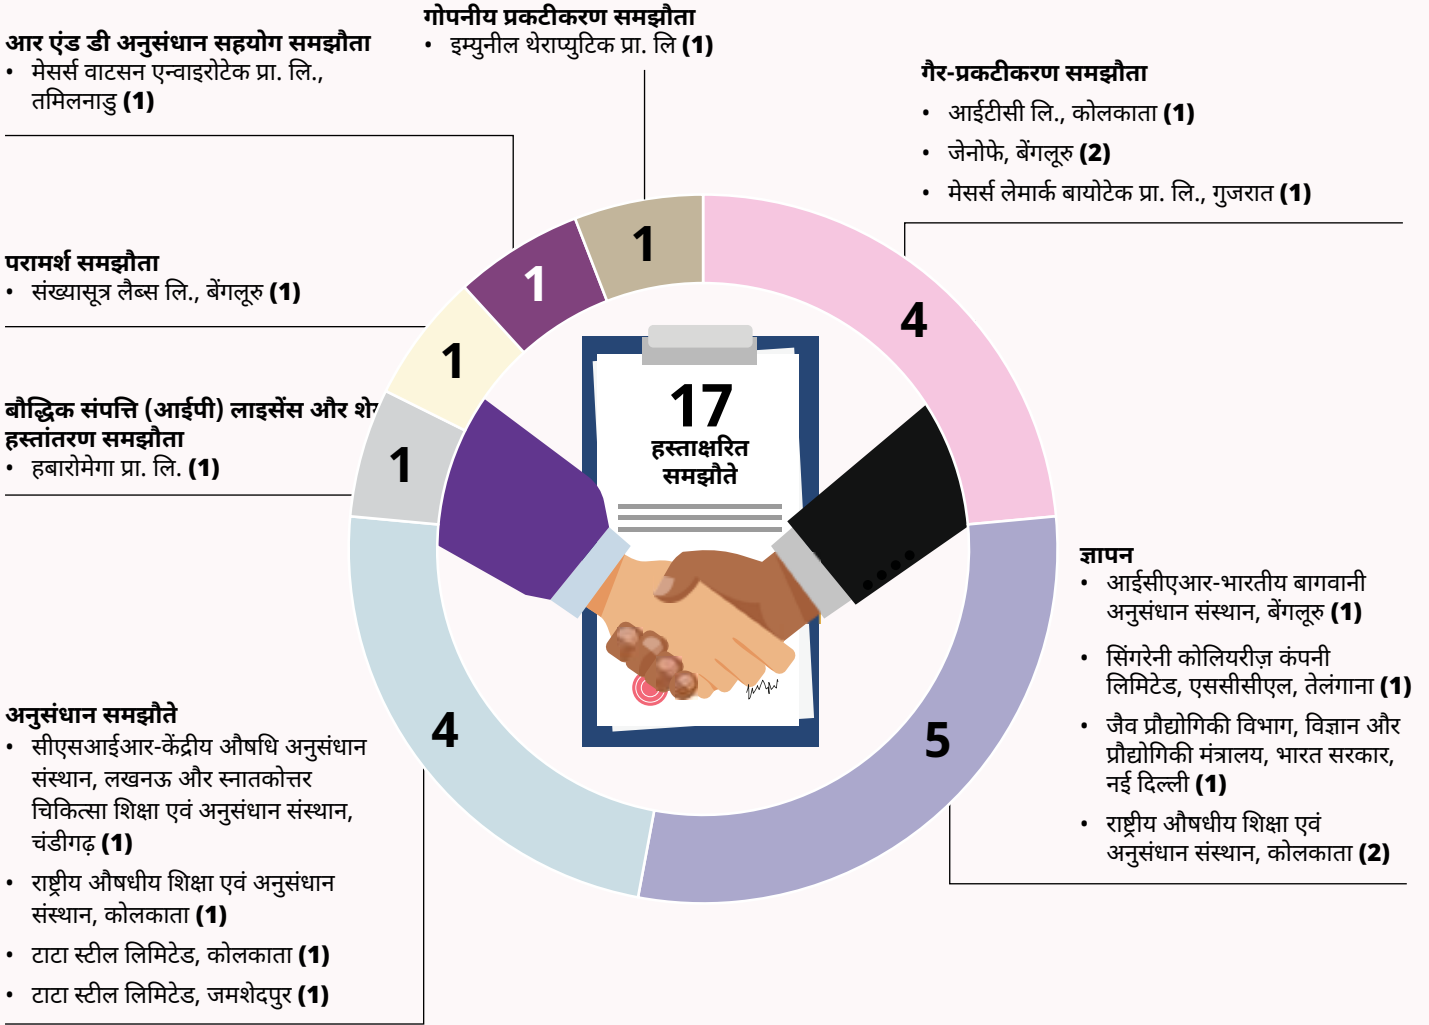 गोपनीय प्रकटीकरण समझौता
• इम्युनील थेराप्युटिक प्रा. लि (1)
आर एंड डी अनुसंधान सहयोग समझौता
• मेसर्स वाटसन एन्वाइरोटेक प्रा. लि.,
तमिलनाडु (1)
गैर-प्रकटीकरण समझौता
• आईटीसी लि., कोलकाता (1)
• जेनोफे, बेंगलूरु (2)
• मेसर्स लेमार्क बायोटेक प्रा. लि., गुजरात (1)
परामर्श समझौता
• संख्यासूत्र लैब्स लि., बेंगलूरु (1)
बौद्धिक संपत्ति (आईपी) लाइसेंस और
हस्तांतरण समझौता
• हबारोमेगा प्रा. लि. (1)
1
1
1
1
4
4
5
17
हस्ताक्षरित
समझौते
ज्ञापन
• आईसीएआर-भारतीय बागवानी
अनुसंधान संस्थान, बेंगलूरु (1)
• सिंगरेनी कोलियरीज़ कंपनी
लिमिटेड, एससीसीएल, तेलंगाना (1)
• जैव प्रौद्योगिकी विभाग, विज्ञान और
प्रौद्योगिकी मंत्रालय, भारत सरकार,
नई दिल्ली (1)
• राष्ट्रीय औषधीय शिक्षा एवं
अनुसंधान संस्थान, कोलकाता (2)
अनुसंधान समझौते
• सीएसआईआर-केंद्रीय औषधि अनुसंधान
संस्थान, लखनऊ और स्नातकोत्तर
चिकित्सा शिक्षा एवं अनुसंधान संस्थान,
चंडीगढ़ (1)
• राष्ट्रीय औषधीय शिक्षा एवं अनुसंधान
संस्थान, कोलकाता (1)
• टाटा स्टील लिमिटेड, कोलकाता (1)
• टाटा स्टील लिमिटेड, जमशेदपुर (1)